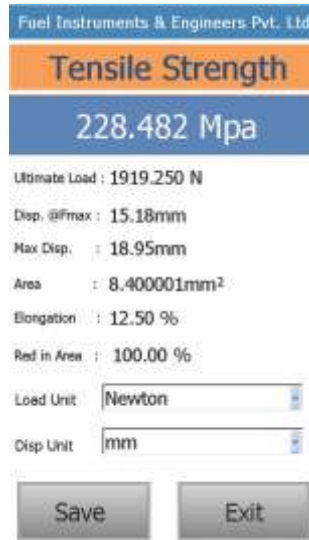 Fuel Instruments & Engineers Pvt. Ltd
Tensile Strength
228.482 Mpa
Ultimate Load : 1919.250 N
Disp. @Fmax : 15.18mm
Max Disp. : 18.95mm
Area : 8.400001mm²
Elongation : 12.50 %
Red in Area : 100.00 %
Load Unit Newton
Disp Unit mm
Save Exit